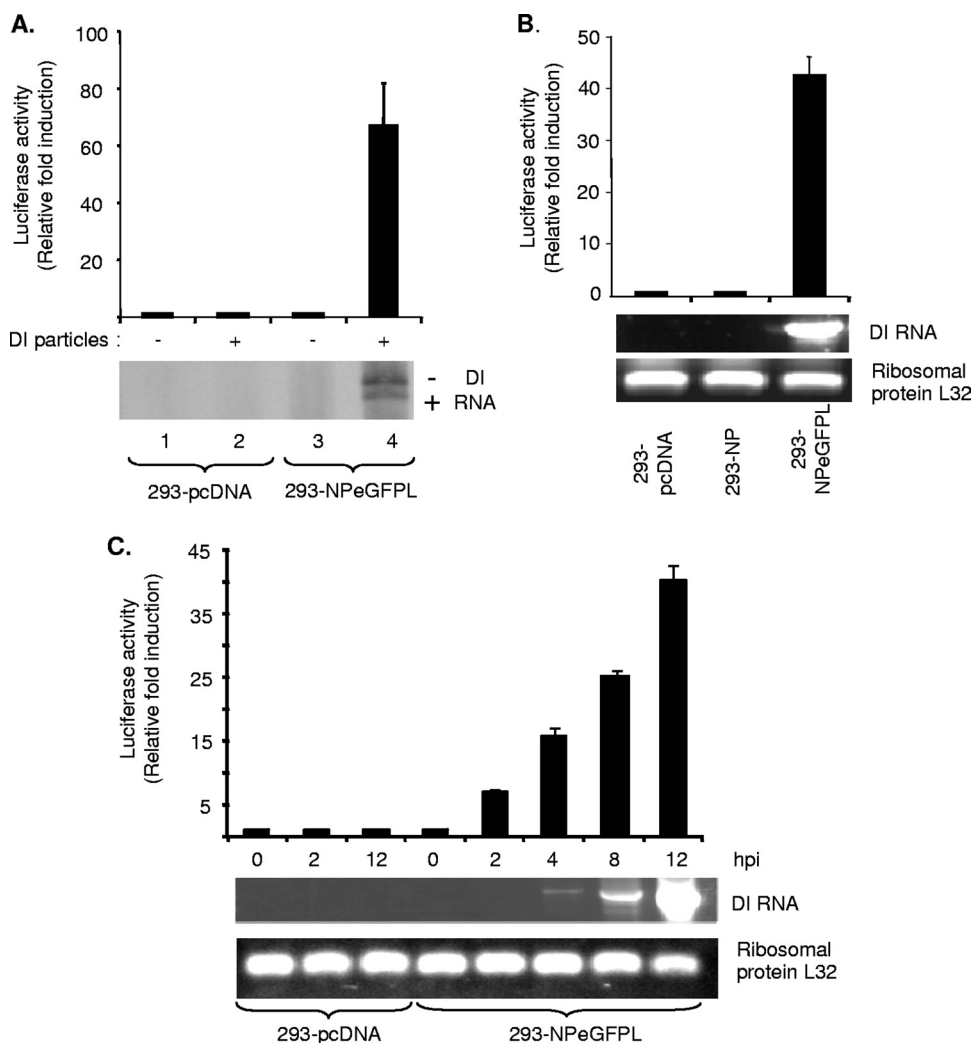 A.
Luciferase activity
(Relative fold induction)
100
80
60
40
20
DI particles : - + - +
- DI
+ RNA
1 2 3 4
293-pcDNA 293-NPeGFPL
B.
Luciferase activity
(Relative fold induction)
50
40
30
20
10
0
DI RNA
Ribosomal
protein L32
293-
pcDNA
293-NP
293-
NPeGFPL
C.
Luciferase activity
(Relative fold induction)
45
35
25
15
5
0 2 12 0 2 4 8 12 hpi
DI RNA
Ribosomal
protein L32
293-pcDNA 293-NPeGFPL